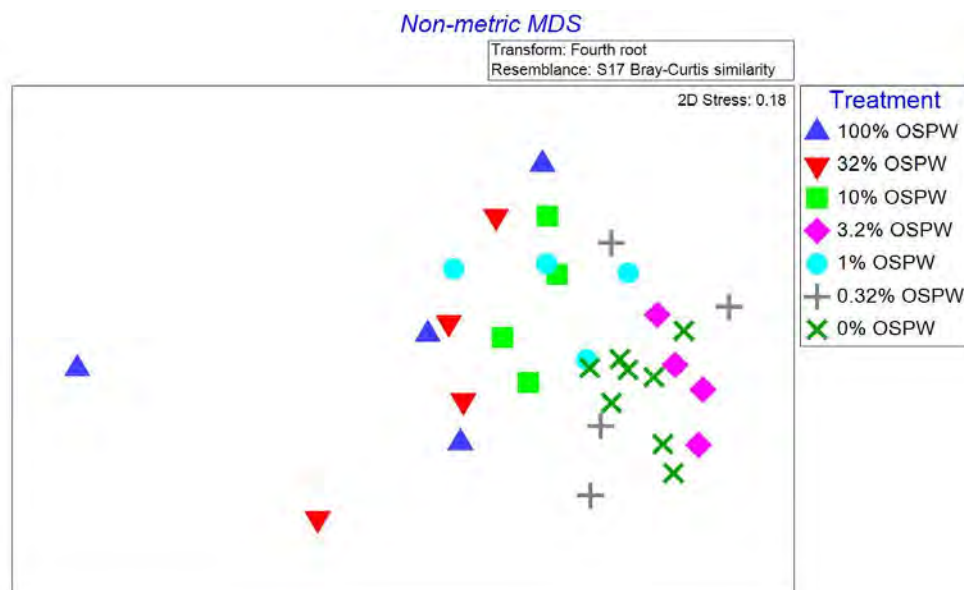 Non-metric MDS
Transform: Fourth root
Resemblance: S17 Bray-Curtis similarity
2D Stress: 0.18
Treatment
100% OSPW
32% OSPW
10% OSPW
3.2% OSPW
1% OSPW
0.32% OSPW
0% OSPW